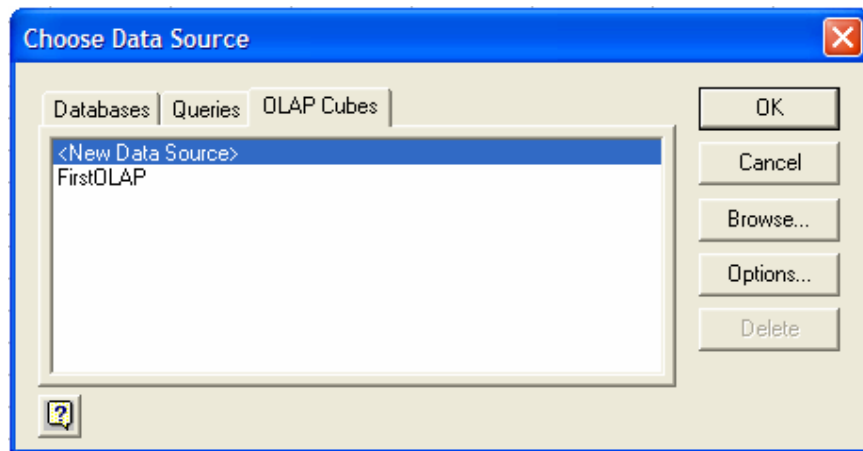 Choose Data Source
Databases Queries OLAP Cubes
<New Data Source>
FirstOLAP
OK
Cancel
Browse...
Options...
Delete
?